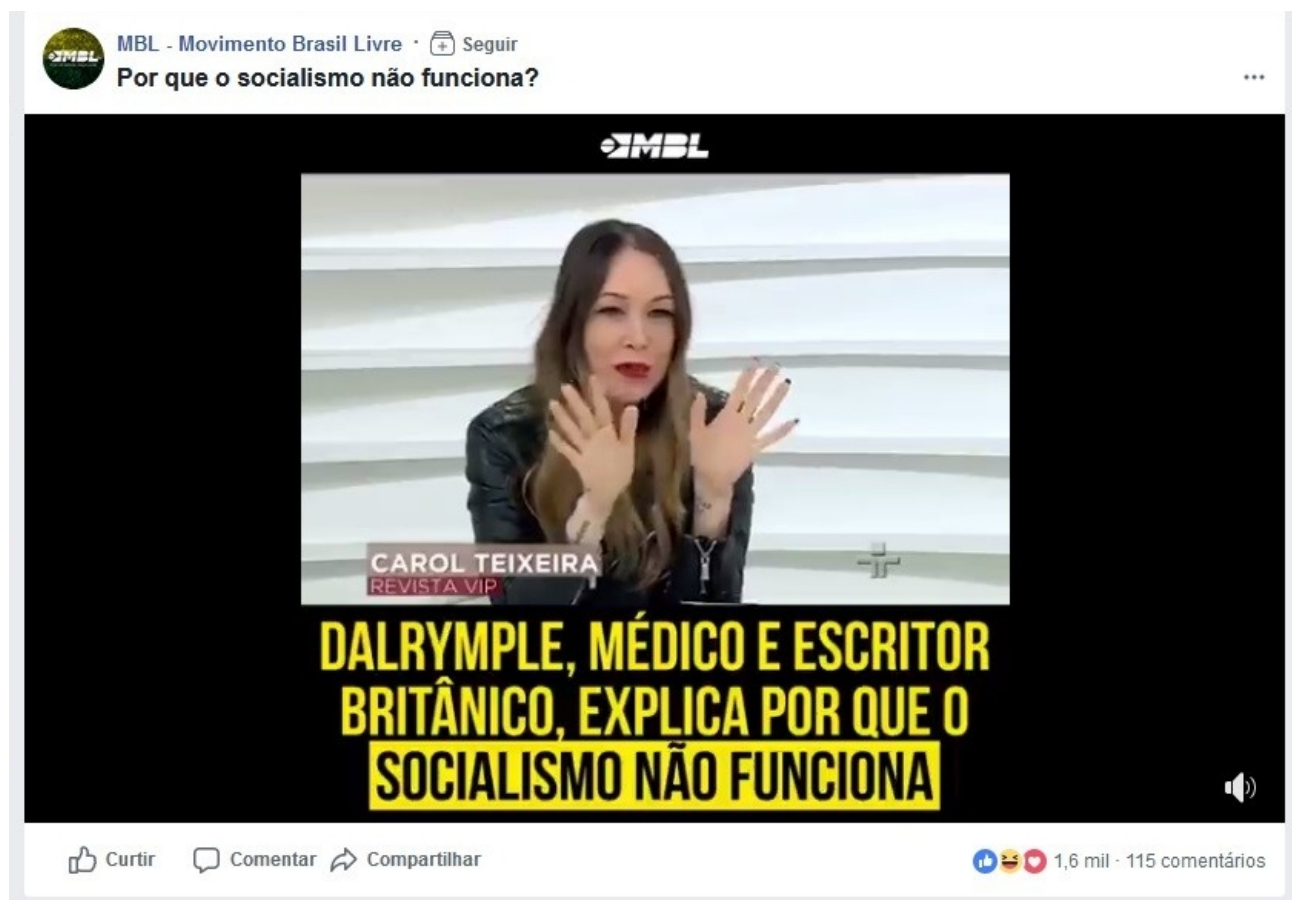 MBL
MBL - Movimento Brasil Livre · Seguir
Por que o socialismo não funciona?
MBL
CAROL TEIXEIRA
REVISTA VIP
DALRYMPLE, MÉDICO E ESCRITOR
BRITÂNICO, EXPLICA POR QUE O
SOCIALISMO NÃO FUNCIONA
Curtir Comentar Compartilhar 1,6 mil · 115 comentários